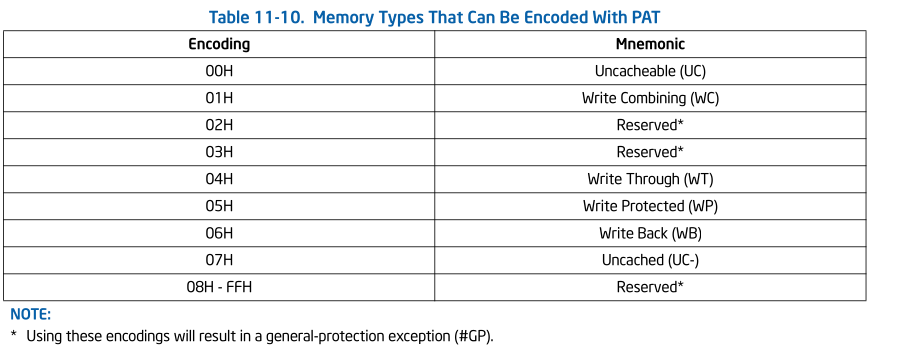 Table 11-10. Memory Types That Can Be Encoded With PAT
Encoding Mnemonic
00H Uncacheable (UC)
01H Write Combining (WC)
02H Reserved*
03H Reserved*
04H Write Through (WT)
05H Write Protected (WP)
06H Write Back (WB)
07H Uncached (UC-)
08H - FFH Reserved*
NOTE:
* Using these encodings will result in a general-protection exception (#GP).